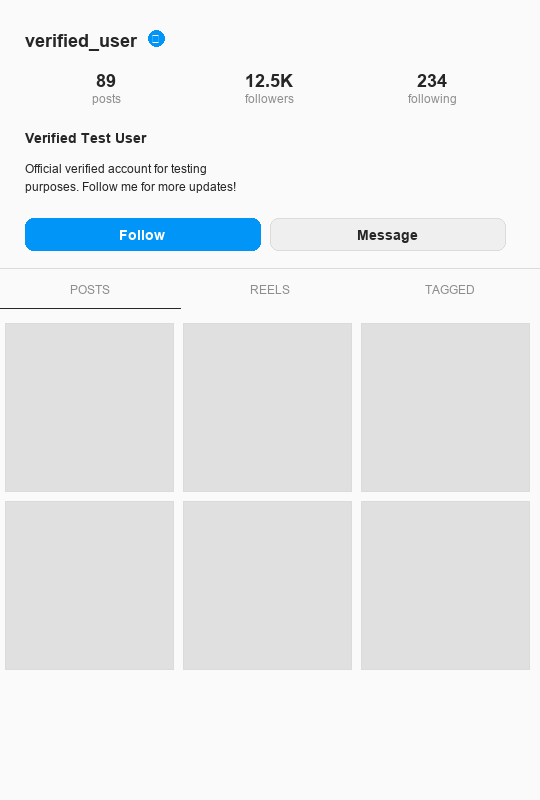 verified_user
89 12.5K 234
posts followers following
Verified Test User
Official verified account for testing
purposes. Follow me for more updates!
Follow Message
POSTS REELS TAGGED